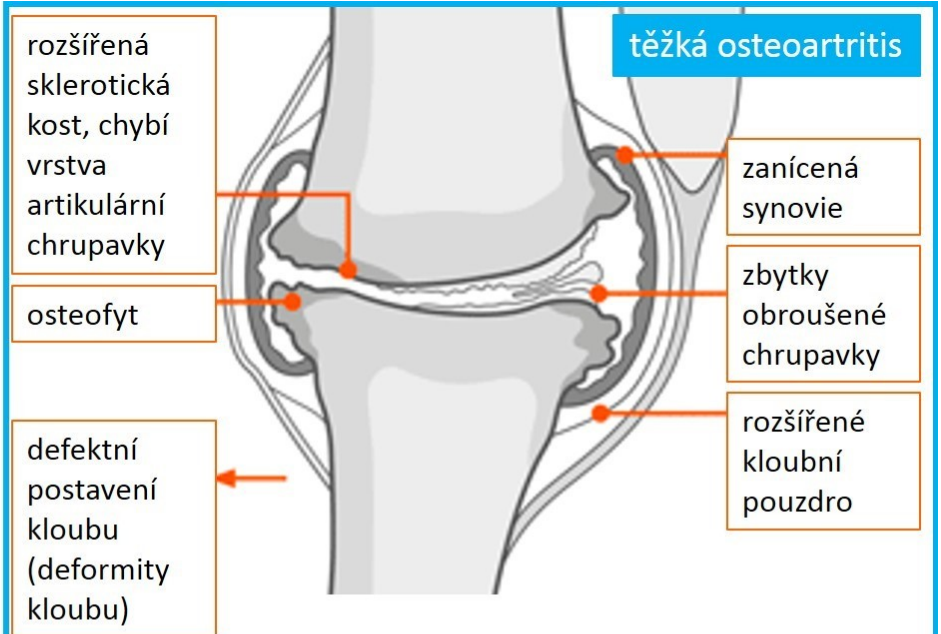 těžká osteoartritis
rozšířená
sklerotická
kost, chybí
vrstva
artikulární
chrupavky
osteofyt
defektní
postavení
kloubu
(deformity
kloubu)
zanícená
synovie
zbytky
obroušené
chrupavky
rozšířené
kloubní
pouzdro